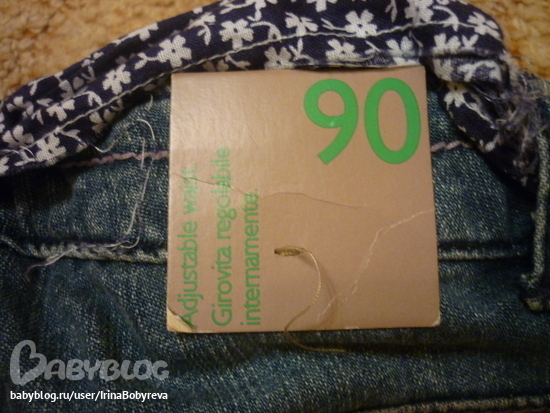 90
Adjustable waist.
Girovita regolabile
internamente.
BABYBLOG
babyblog.ru/user/IrinaBobyreva